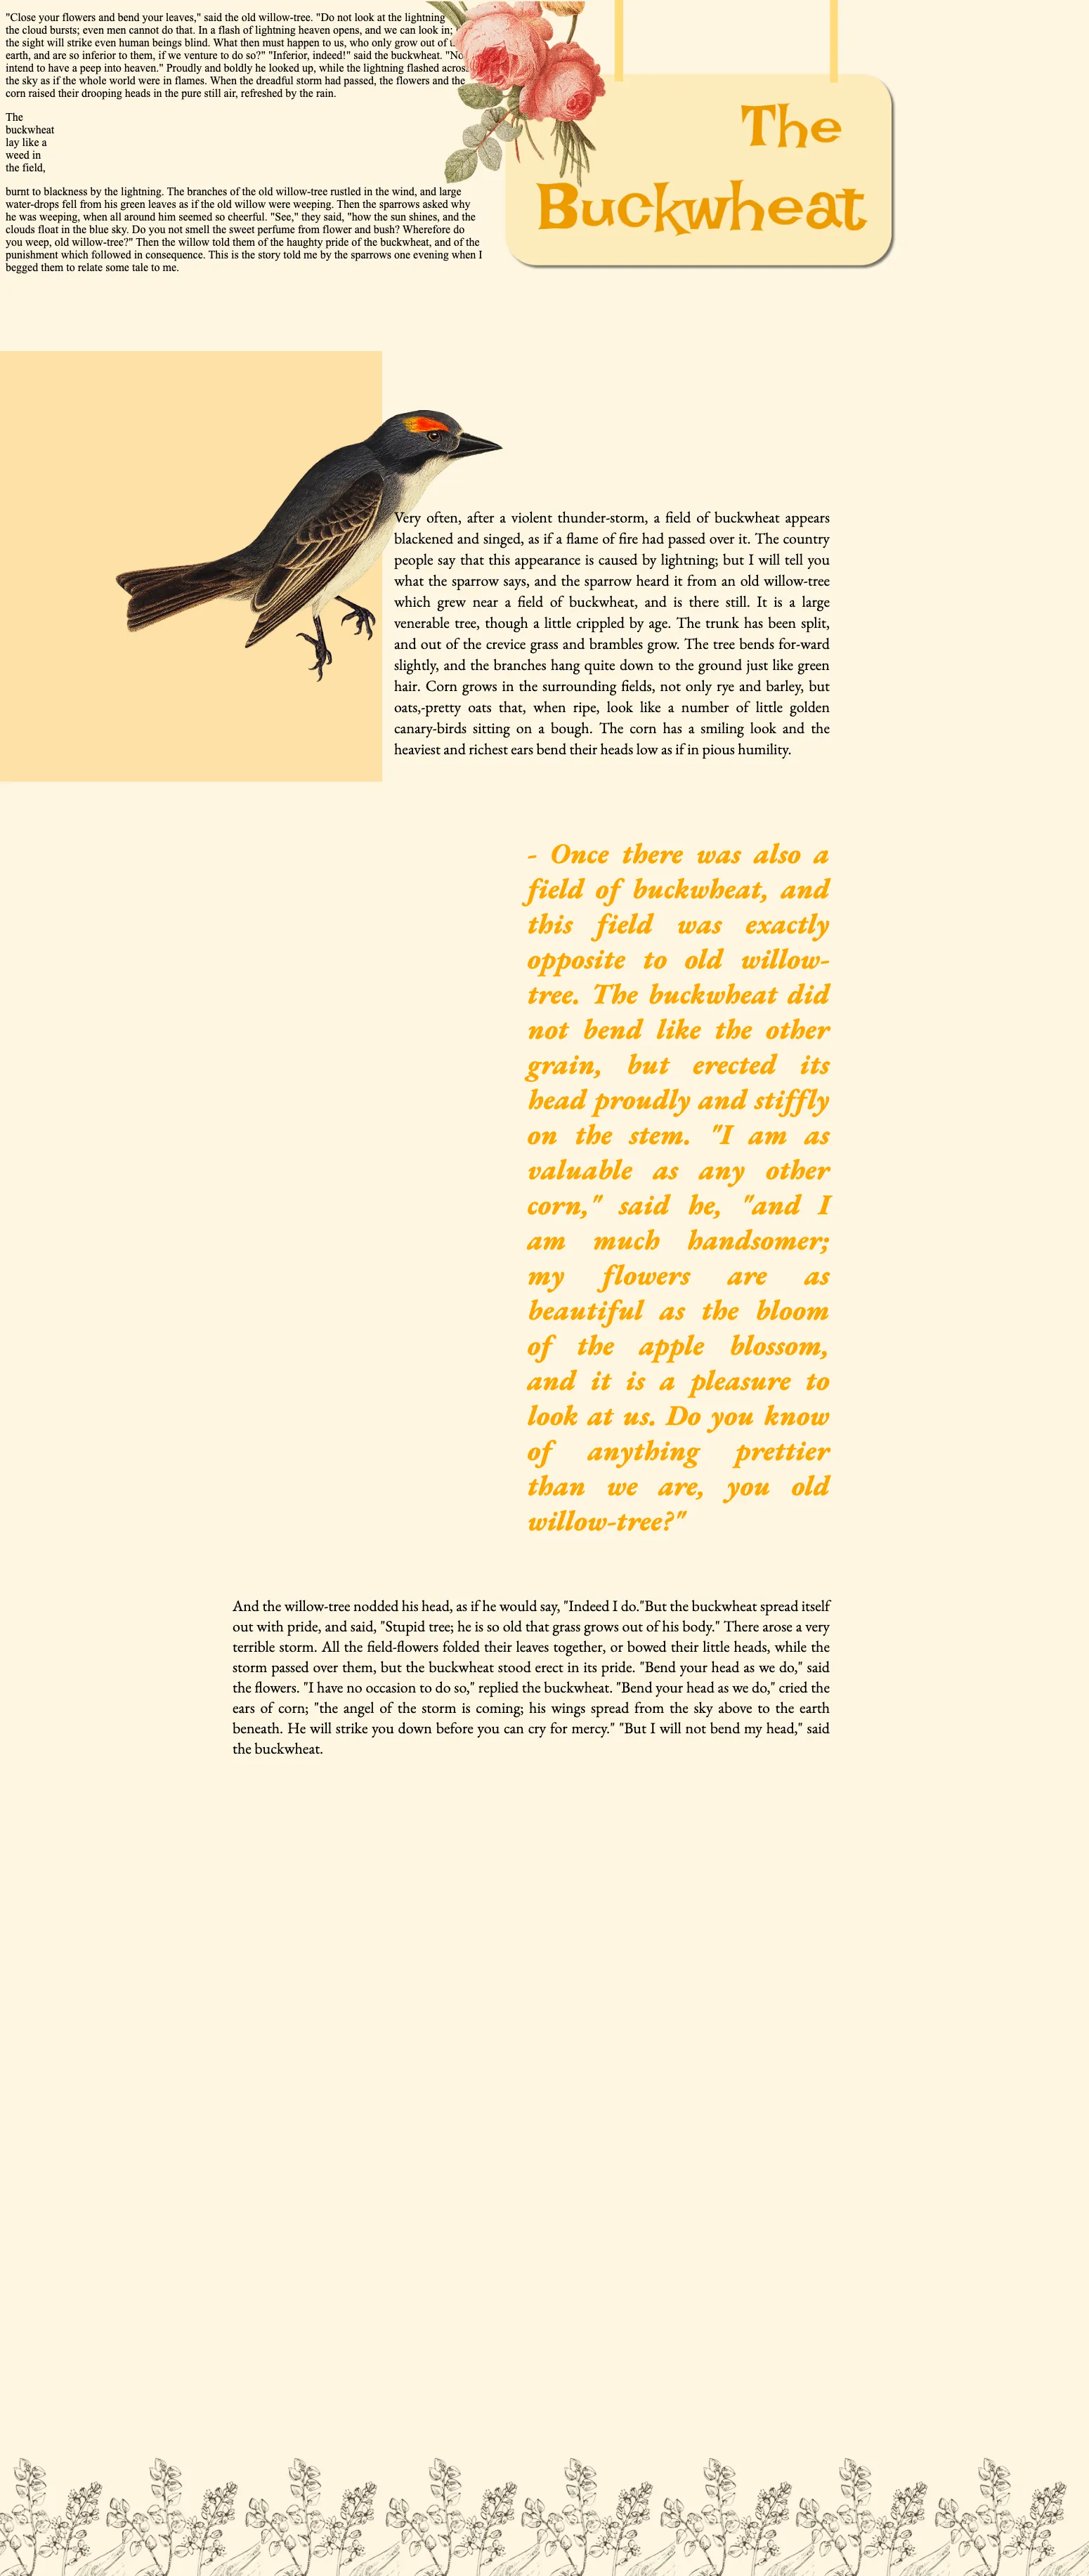 "Close your flowers and bend your leaves," said the old willow-tree. "Do not look at the lightning
the cloud bursts; even men cannot do that. In a flash of lightning heaven opens, and we can look in;
the sight will strike even human beings blind. What then must happen to us, who only grow out of
earth, and are so inferior to them, if we venture to do so?" "Inferior, indeed!" said the buckwheat. "No
intend to have a peep into heaven." Proudly and boldly he looked up, while the lightning flashed across
the sky as if the whole world were in flames. When the dreadful storm had passed, the flowers and the
corn raised their drooping heads in the pure still air, refreshed by the rain.
The
buckwheat
lay like a
weed in
the field,
burnt to blackness by the lightning. The branches of the old willow-tree rustled in the wind, and large
water-drops fell from his green leaves as if the old willow were weeping. Then the sparrows asked why
he was weeping, when all around him seemed so cheerful. "See," they said, "how the sun shines, and the
clouds float in the blue sky. Do you not smell the sweet perfume from flower and bush? Wherefore do
you weep, old willow-tree?" Then the willow told them of the haughty pride of the buckwheat, and of the
punishment which followed in consequence. This is the story told me by the sparrows one evening when I
begged them to relate some tale to me.
The
Buckwheat
Very often, after a violent thunder-storm, a field of buckwheat appears
blackened and singed, as if a flame of fire had passed over it. The country
people say that this appearance is caused by lightning; but I will tell you
what the sparrow says, and the sparrow heard it from an old willow-tree
which grew near a field of buckwheat, and is there still. It is a large
venerable tree, though a little crippled by age. The trunk has been split,
and out of the crevice grass and brambles grow. The tree bends for-ward
slightly, and the branches hang quite down to the ground just like green
hair. Corn grows in the surrounding fields, not only rye and barley, but
oats,-pretty oats that, when ripe, look like a number of little golden
canary-birds sitting on a bough. The corn has a smiling look and the
heaviest and richest ears bend their heads low as if in pious humility.
- Once there was also a
field of buckwheat, and
this field was exactly
opposite to old willow-
tree. The buckwheat did
not bend like the other
grain, but erected its
head proudly and stiffly
on the stem. "I am as
valuable as any other
corn," said he, "and I
am much handsomer;
my flowers are as
beautiful as the bloom
of the apple blossom,
and it is a pleasure to
look at us. Do you know
of anything prettier
than we are, you old
willow-tree?"
And the willow-tree nodded his head, as if he would say, "Indeed I do."But the buckwheat spread itself
out with pride, and said, "Stupid tree; he is so old that grass grows out of his body." There arose a very
terrible storm. All the field-flowers folded their leaves together, or bowed their little heads, while the
storm passed over them, but the buckwheat stood erect in its pride. "Bend your head as we do," said
the flowers. "I have no occasion to do so," replied the buckwheat. "Bend your head as we do," cried the
ears of corn; "the angel of the storm is coming; his wings spread from the sky above to the earth
beneath. He will strike you down before you can cry for mercy." "But I will not bend my head," said
the buckwheat.